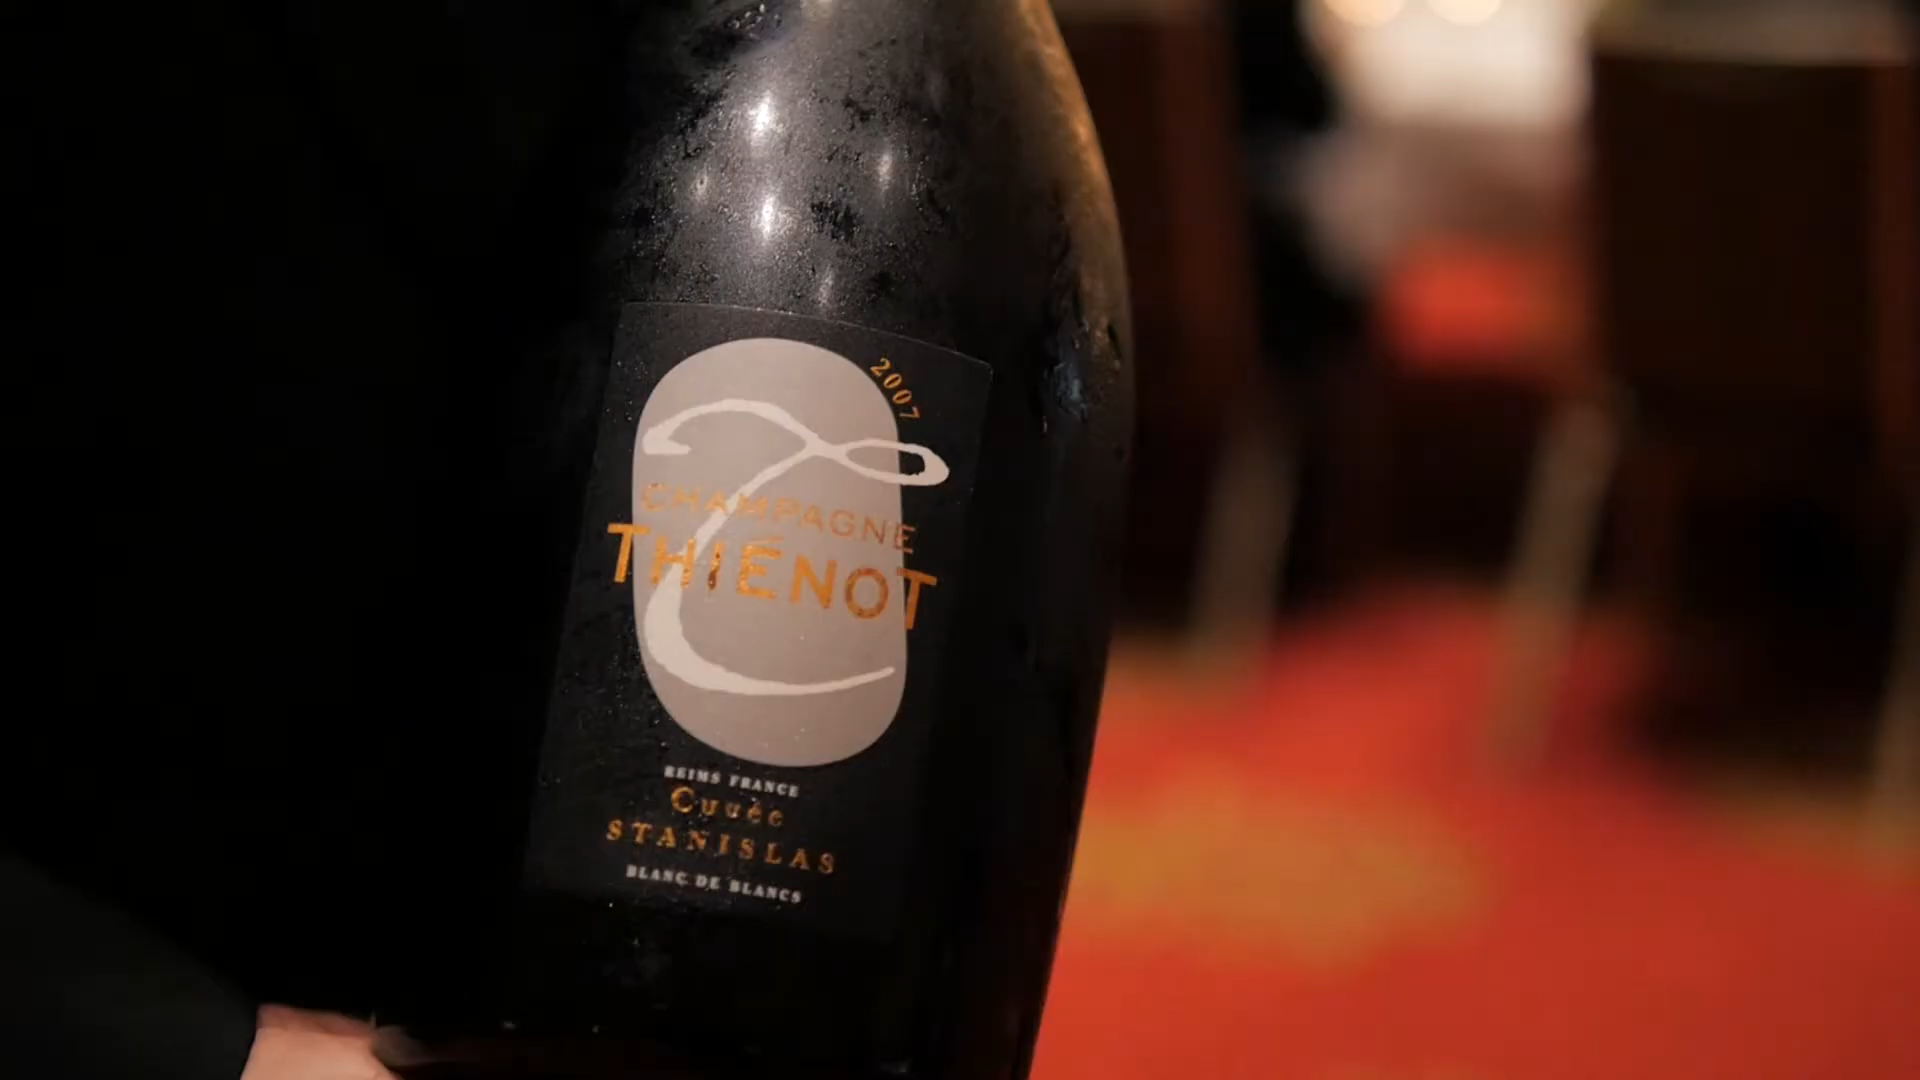 2007
CHAMPAGNE
THIÉNOT
REIMS FRANCE
Cuvée
STANISLAS
BLANC DE BLANCS